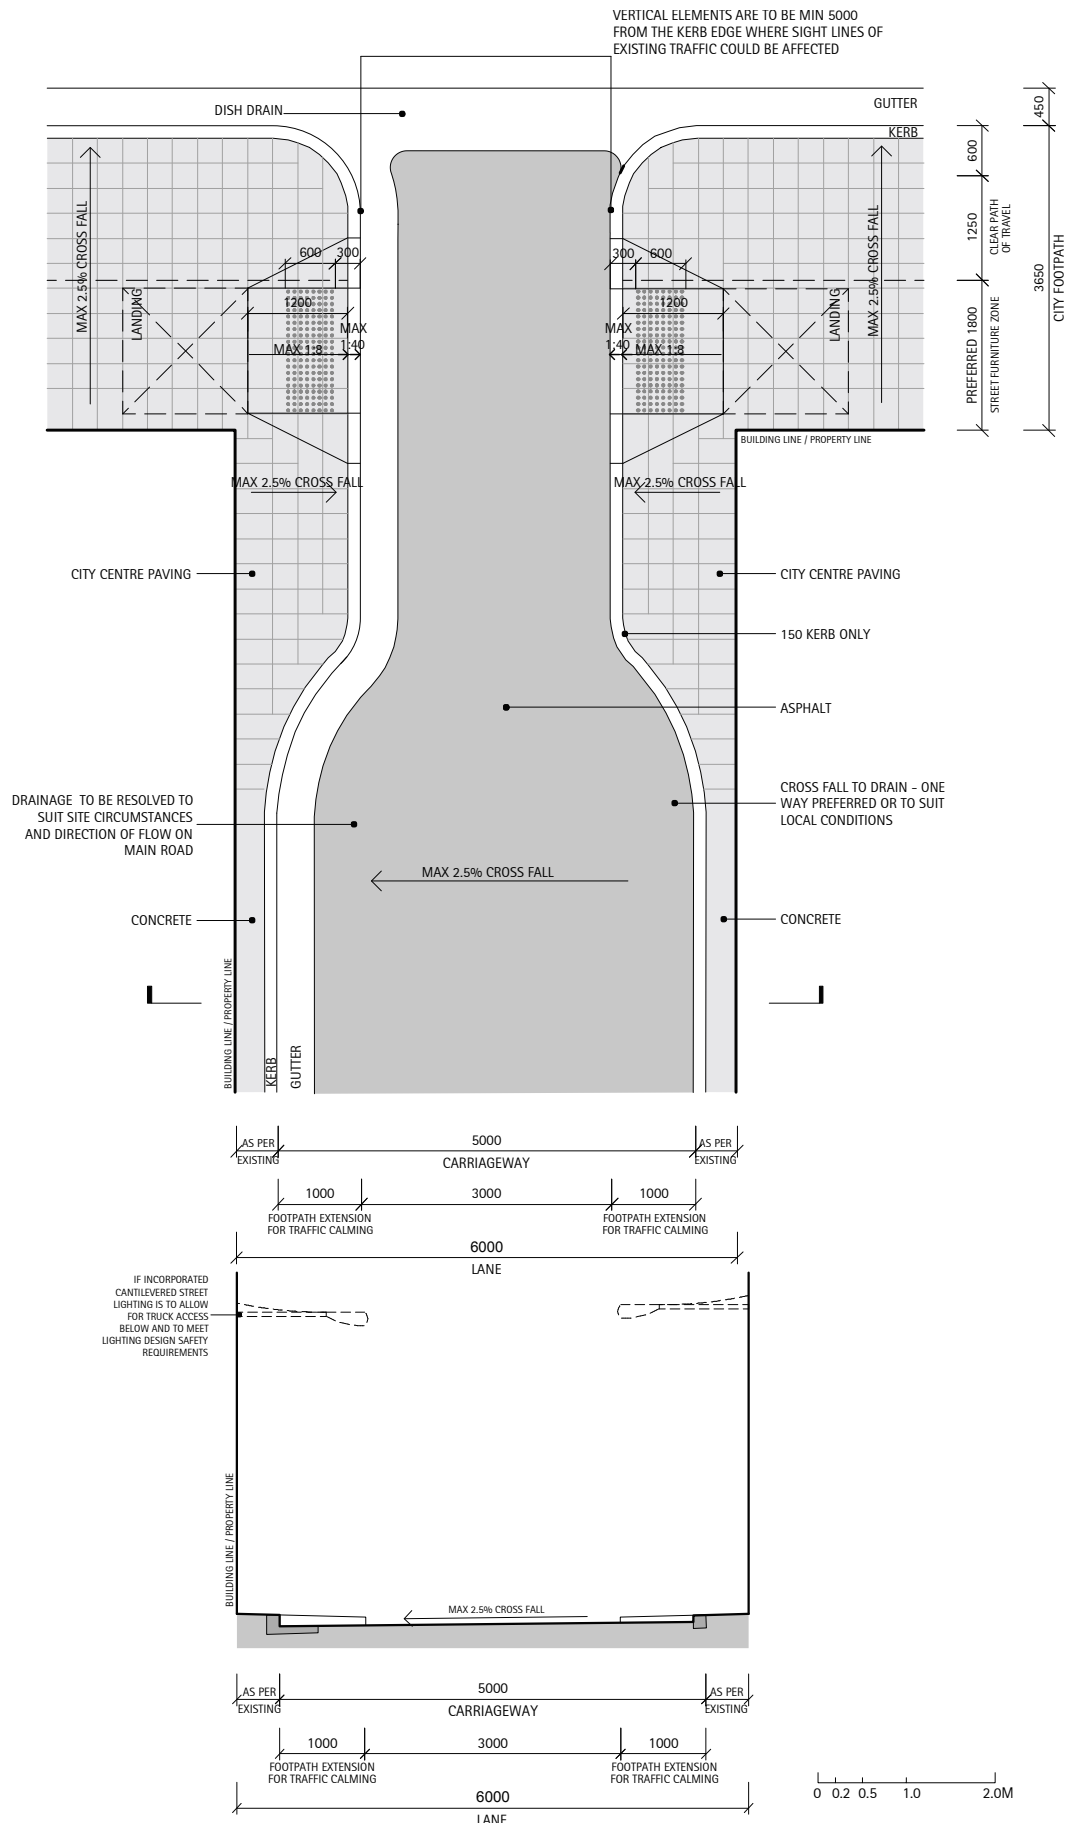 VERTICAL ELEMENTS ARE TO BE MIN 5000
FROM THE KERB EDGE WHERE SIGHT LINES OF
EXISTING TRAFFIC COULD BE AFFECTED
DISH DRAIN
GUTTER
KERB
450
600
1250
CLEAR PATH
OF TRAVEL
PREFERRED 1800
STREET FURNITURE ZONE
3650
CITY FOOTPATH
MAX 2.5% CROSS FALL
MAX 2.5% CROSS FALL
600
300
300
600
LANDING
1200
MAX
1:40
MAX 1:8
1200
MAX
1:40
MAX 1:8
LANDING
BUILDING LINE / PROPERTY LINE
MAX 2.5% CROSS FALL
MAX 2.5% CROSS FALL
CITY CENTRE PAVING
CITY CENTRE PAVING
150 KERB ONLY
ASPHALT
DRAINAGE TO BE RESOLVED TO
SUIT SITE CIRCUMSTANCES
AND DIRECTION OF FLOW ON
MAIN ROAD
CROSS FALL TO DRAIN - ONE
WAY PREFERRED OR TO SUIT
LOCAL CONDITIONS
MAX 2.5% CROSS FALL
CONCRETE
CONCRETE
BUILDING LINE / PROPERTY LINE
KERB
GUTTER
BUILDING LINE / PROPERTY LINE
AS PER
EXISTING
5000
CARRIAGEWAY
AS PER
EXISTING
1000
3000
1000
FOOTPATH EXTENSION
FOR TRAFFIC CALMING
FOOTPATH EXTENSION
FOR TRAFFIC CALMING
6000
LANE
IF INCORPORATED
CANTILEVERED STREET
LIGHTING IS TO ALLOW
FOR TRUCK ACCESS
BELOW AND TO MEET
LIGHTING DESIGN SAFETY
REQUIREMENTS
BUILDING LINE / PROPERTY LINE
MAX 2.5% CROSS FALL
AS PER
EXISTING
5000
CARRIAGEWAY
AS PER
EXISTING
1000
3000
1000
FOOTPATH EXTENSION
FOR TRAFFIC CALMING
FOOTPATH EXTENSION
FOR TRAFFIC CALMING
6000
LANE
0 0.2 0.5 1.0 2.0M